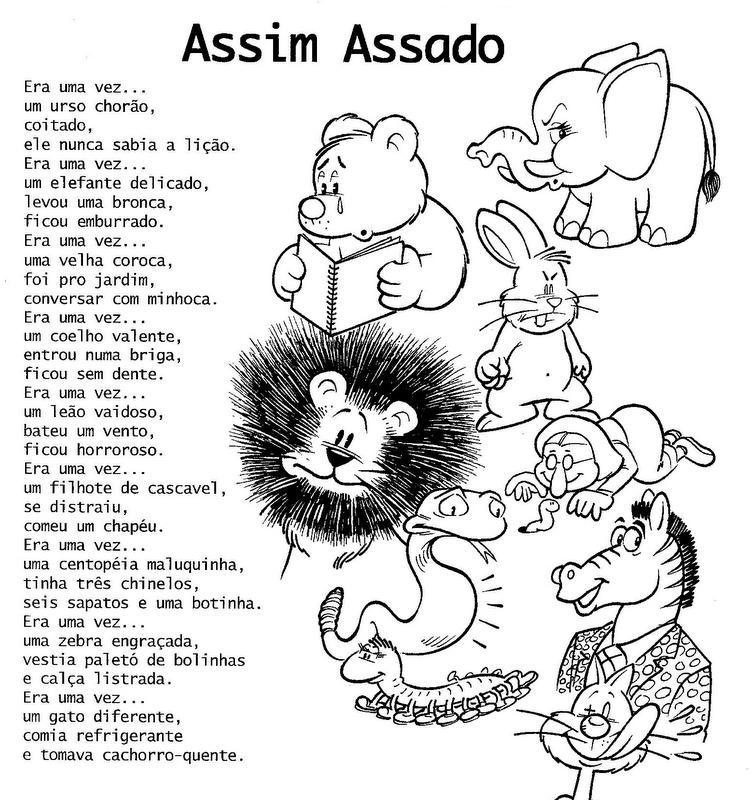 Assim Assado
Era uma vez...
um urso chorão,
coitado,
ele nunca sabia a lição.
Era uma vez...
um elefante delicado,
levou uma bronca,
ficou emburrado.
Era uma vez...
uma velha coroca,
foi pro jardim,
conversar com minhoca.
Era uma vez...
um coelho valente,
entrou numa briga,
ficou sem dente.
Era uma vez...
um leão vaidoso,
bateu um vento,
ficou horroroso.
Era uma vez...
um filhote de cascavel,
se distraiu,
comeu um chapéu.
Era uma vez...
uma centopéia maluquinha,
tinha três chinelos,
seis sapatos e uma botinha.
Era uma vez...
uma zebra engraçada,
vestia paletó de bolinhas
e calça listrada.
Era uma vez...
um gato diferente,
comia refrigerante
e tomava cachorro-quente.